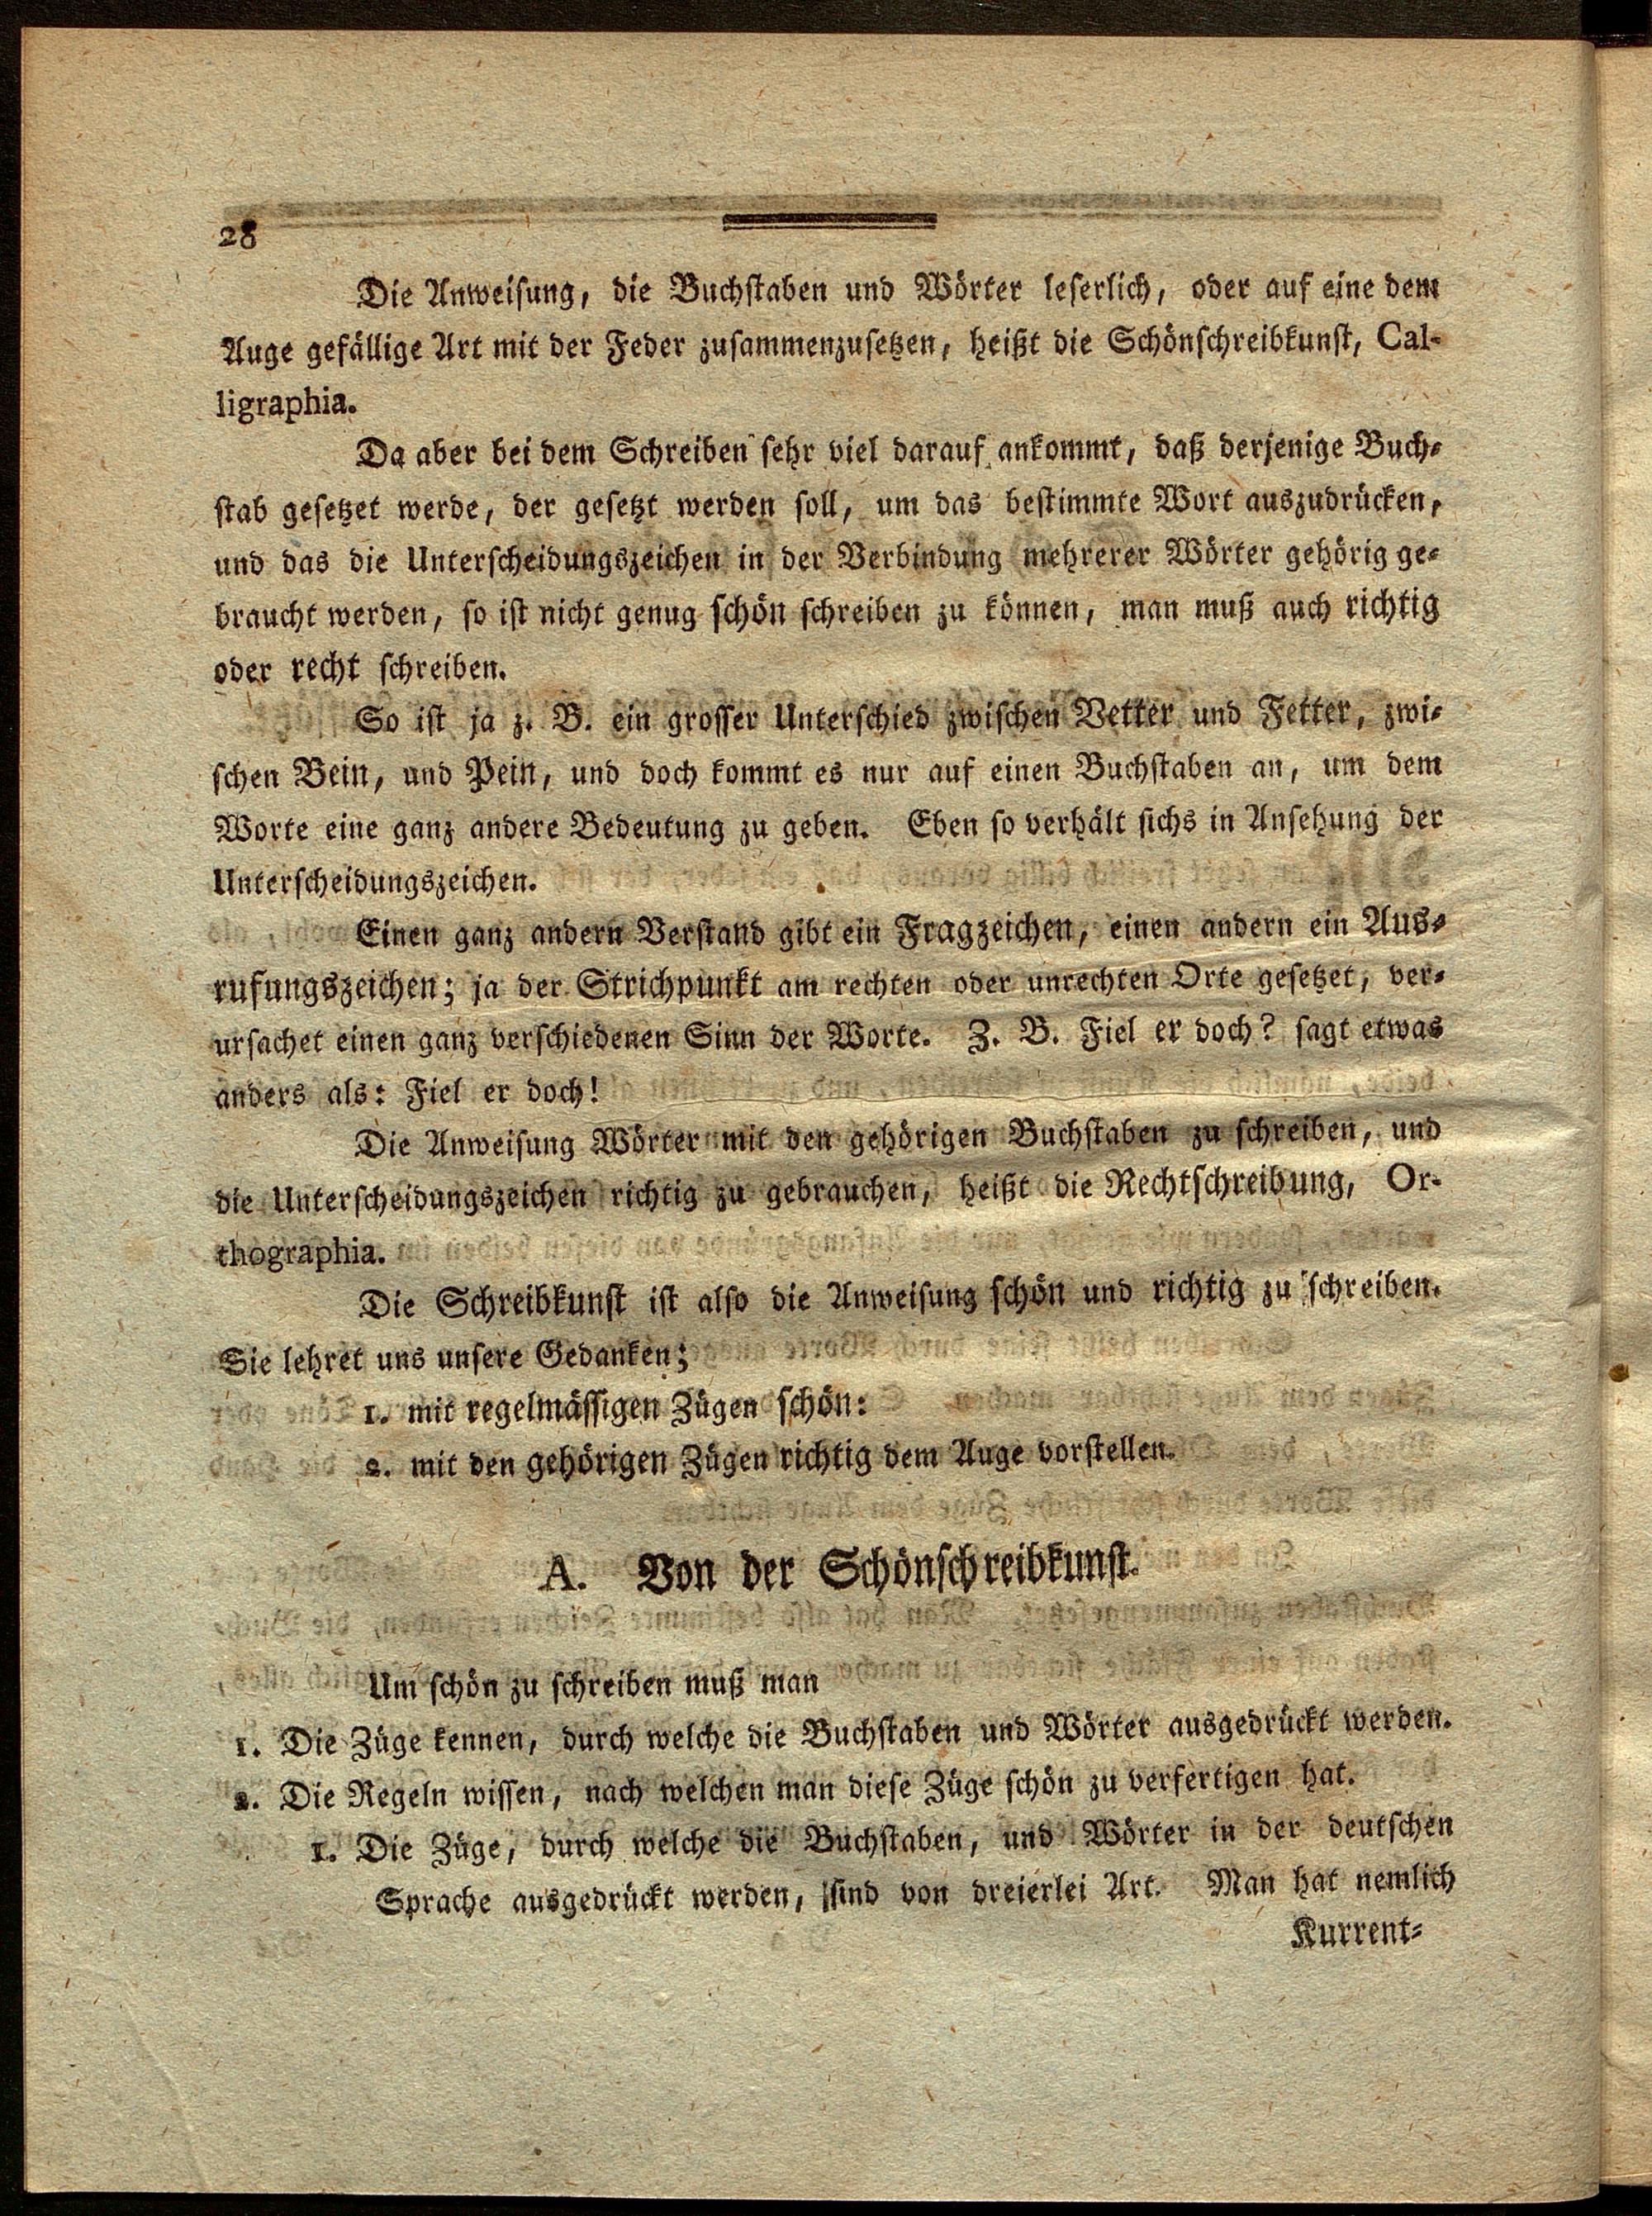 28
Die Anweisung, die Buchstaben und Wörter leserlich, oder auf eine dem
Auge gefällige Art mit der Feder zusammenzusetzen, heißt die Schönschreibkunst, Cal-
ligraphia.
Da aber bei dem Schreiben sehr viel darauf ankommt, daß derjenige Buch-
stab gesetzet werde, der gesetzt werden soll, um das bestimmte Wort auszudrücken,
und das die Unterscheidungszeichen in der Verbindung mehrerer Wörter gehörig ge-
braucht werden, so ist nicht genug schön schreiben zu können, man muß auch richtig
oder recht schreiben.
So ist ja z. B. ein grosser Unterschied zwischen Vetter und Fetter, zwi-
schen Bein, und Pein, und doch kommt es nur auf einen Buchstaben an, um dem
Worte eine ganz andere Bedeutung zu geben. Eben so verhält sichs in Ansehung der
Unterscheidungszeichen.
Einen ganz andern Verstand gibt ein Fragzeichen, einen andern ein Aus-
rufungszeichen; ja der Strichpunkt am rechten oder unrechten Orte gesetzet, ver-
ursachet einen ganz verschiedenen Sinn der Worte. Z. B. Fiel er doch? sagt etwas
anders als: Fiel er doch!
Die Anweisung Wörter mit den gehörigen Buchstaben zu schreiben, und
die Unterscheidungszeichen richtig zu gebrauchen, heißt die Rechtschreibung, Or-
thographia.
Die Schreibkunst ist also die Anweisung schön und richtig zu schreiben.
Sie lehret uns unsere Gedanken;
1. mit regelmässigen Zügen schön:
2. mit den gehörigen Zügen richtig dem Auge vorstellen.
A. Von der Schönschreibkunst.
Um schön zu schreiben muß man
1. Die Züge kennen, durch welche die Buchstaben und Wörter ausgedrückt werden.
2. Die Regeln wissen, nach welchen man diese Züge schön zu verfertigen hat.
1. Die Züge, durch welche die Buchstaben, und Wörter in der deutschen
Sprache ausgedrückt werden, sind von dreierlei Art. Man hat nemlich
Kurrent-